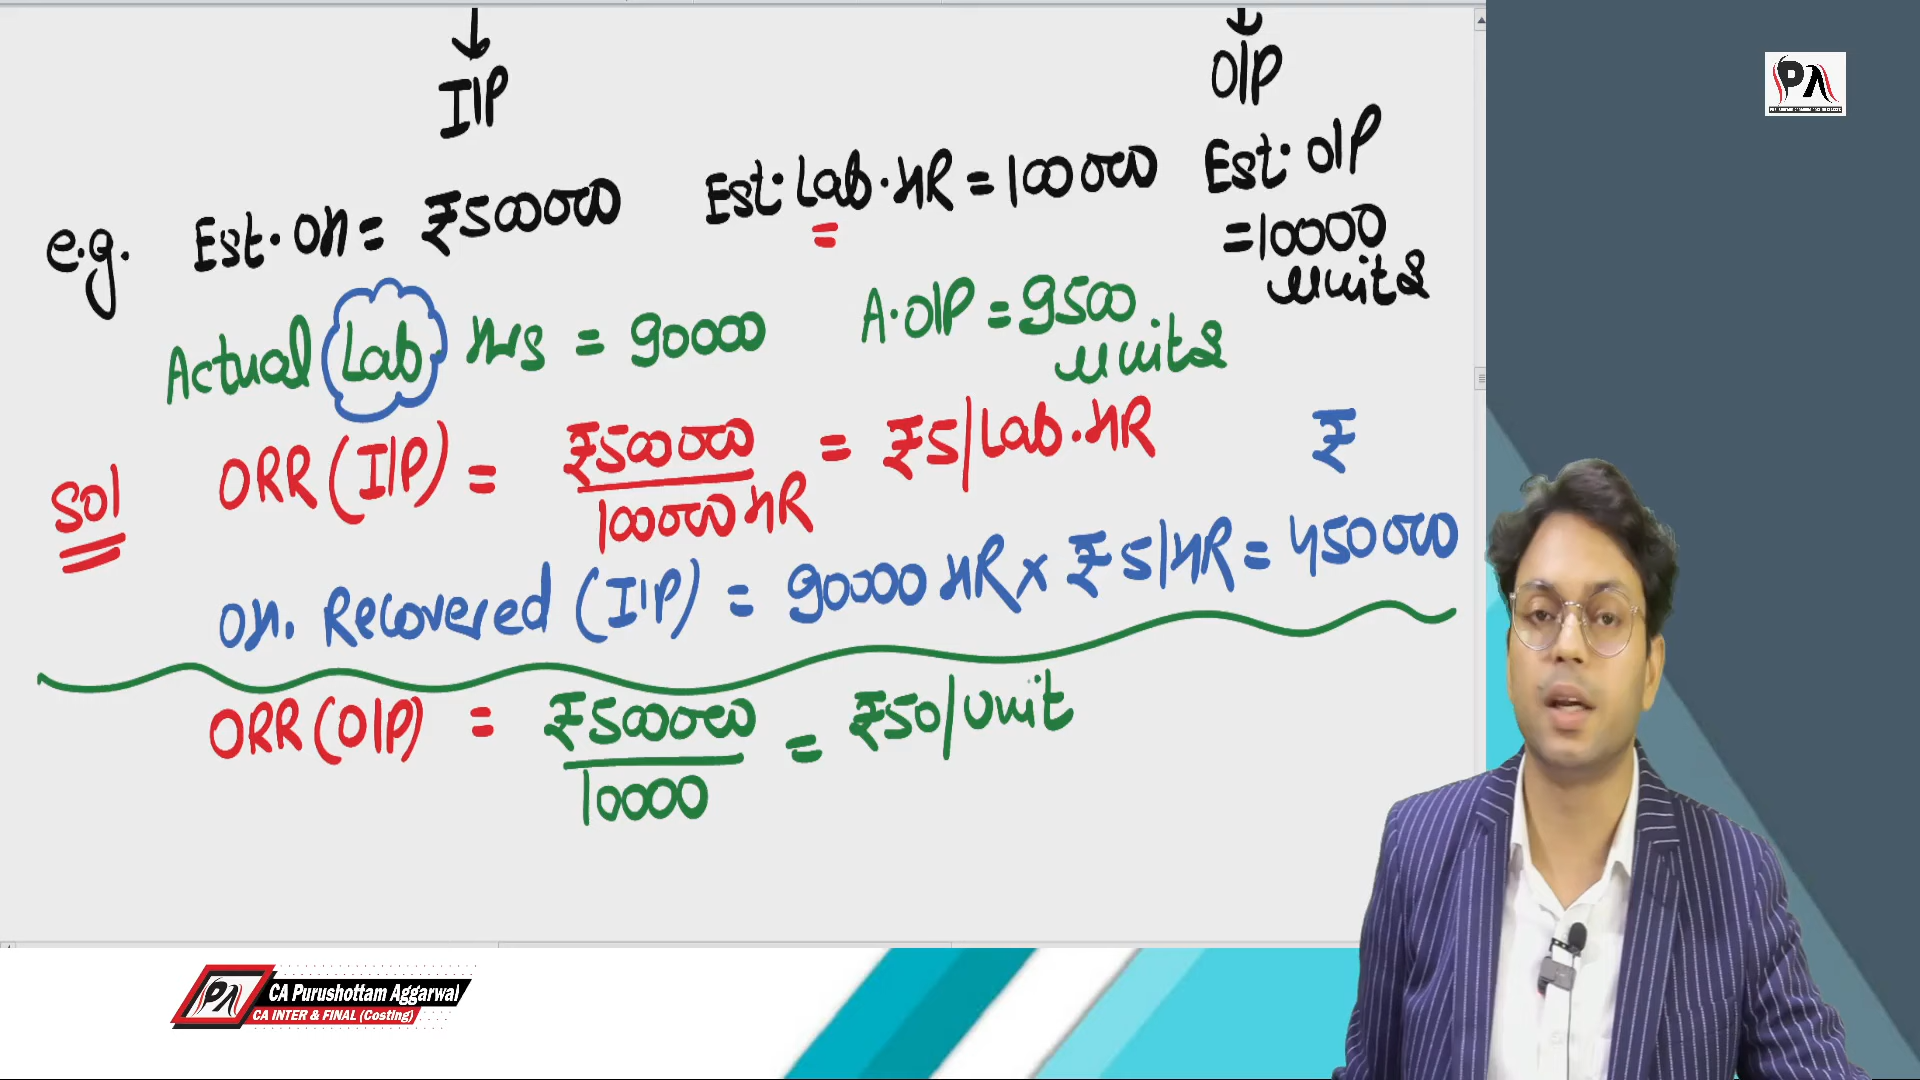 I/P
O/P
e.g. Est. OH = ₹500000
Est. Lab. HR = 100000
Est. O/P
= 10000
units
Actual Lab HRS = 90000
A. O/P = 9500
units
Sol
ORR (I/P) = ₹500000 / 100000 HR = ₹5/Lab. HR
₹
OH. Recovered (I/P) = 90000 HR x ₹5/HR = 450000
ORR (O/P) = ₹500000 / 10000 = ₹50/unit
PA
PA
CA Purushottam Aggarwal
CA INTER & FINAL (Costing)